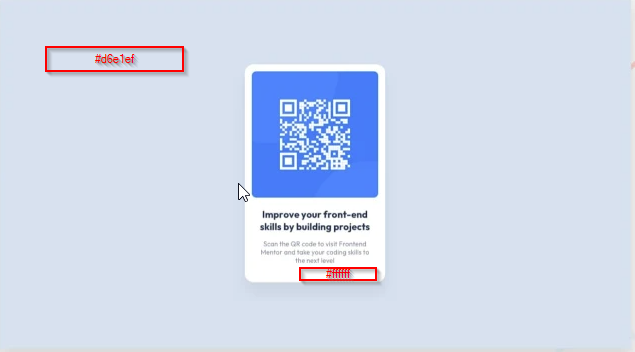 #d6e1ef
Improve your front-end
skills by building projects
Scan the QR code to visit Frontend
Mentor and take your coding skills to
the next level
#ffffff